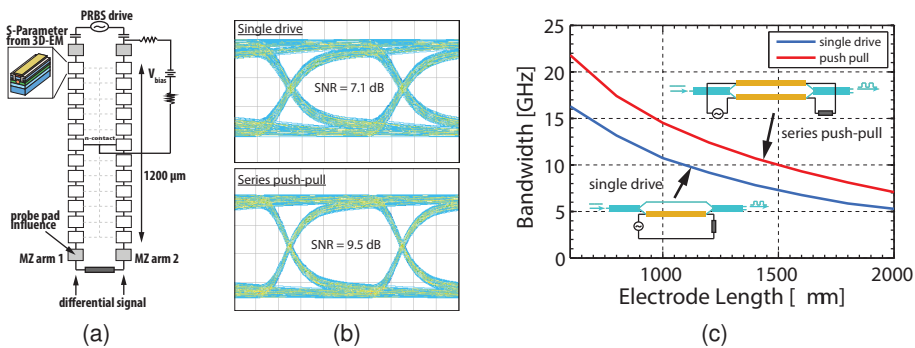 PRBS drive
S-Parameter
from 3D-EM
V bias
n-contact
1200 µm
probe pad
influence
MZ arm 1
MZ arm 2
differential signal
(a)
Single drive
SNR = 7.1 dB
Series push-pull
SNR = 9.5 dB
(b)
Bandwidth [GHz]
30
25
20
15
10
5
0
single drive
push pull
series push-pull
single drive
1000
1500
2000
Electrode Length [ mm]
(c)